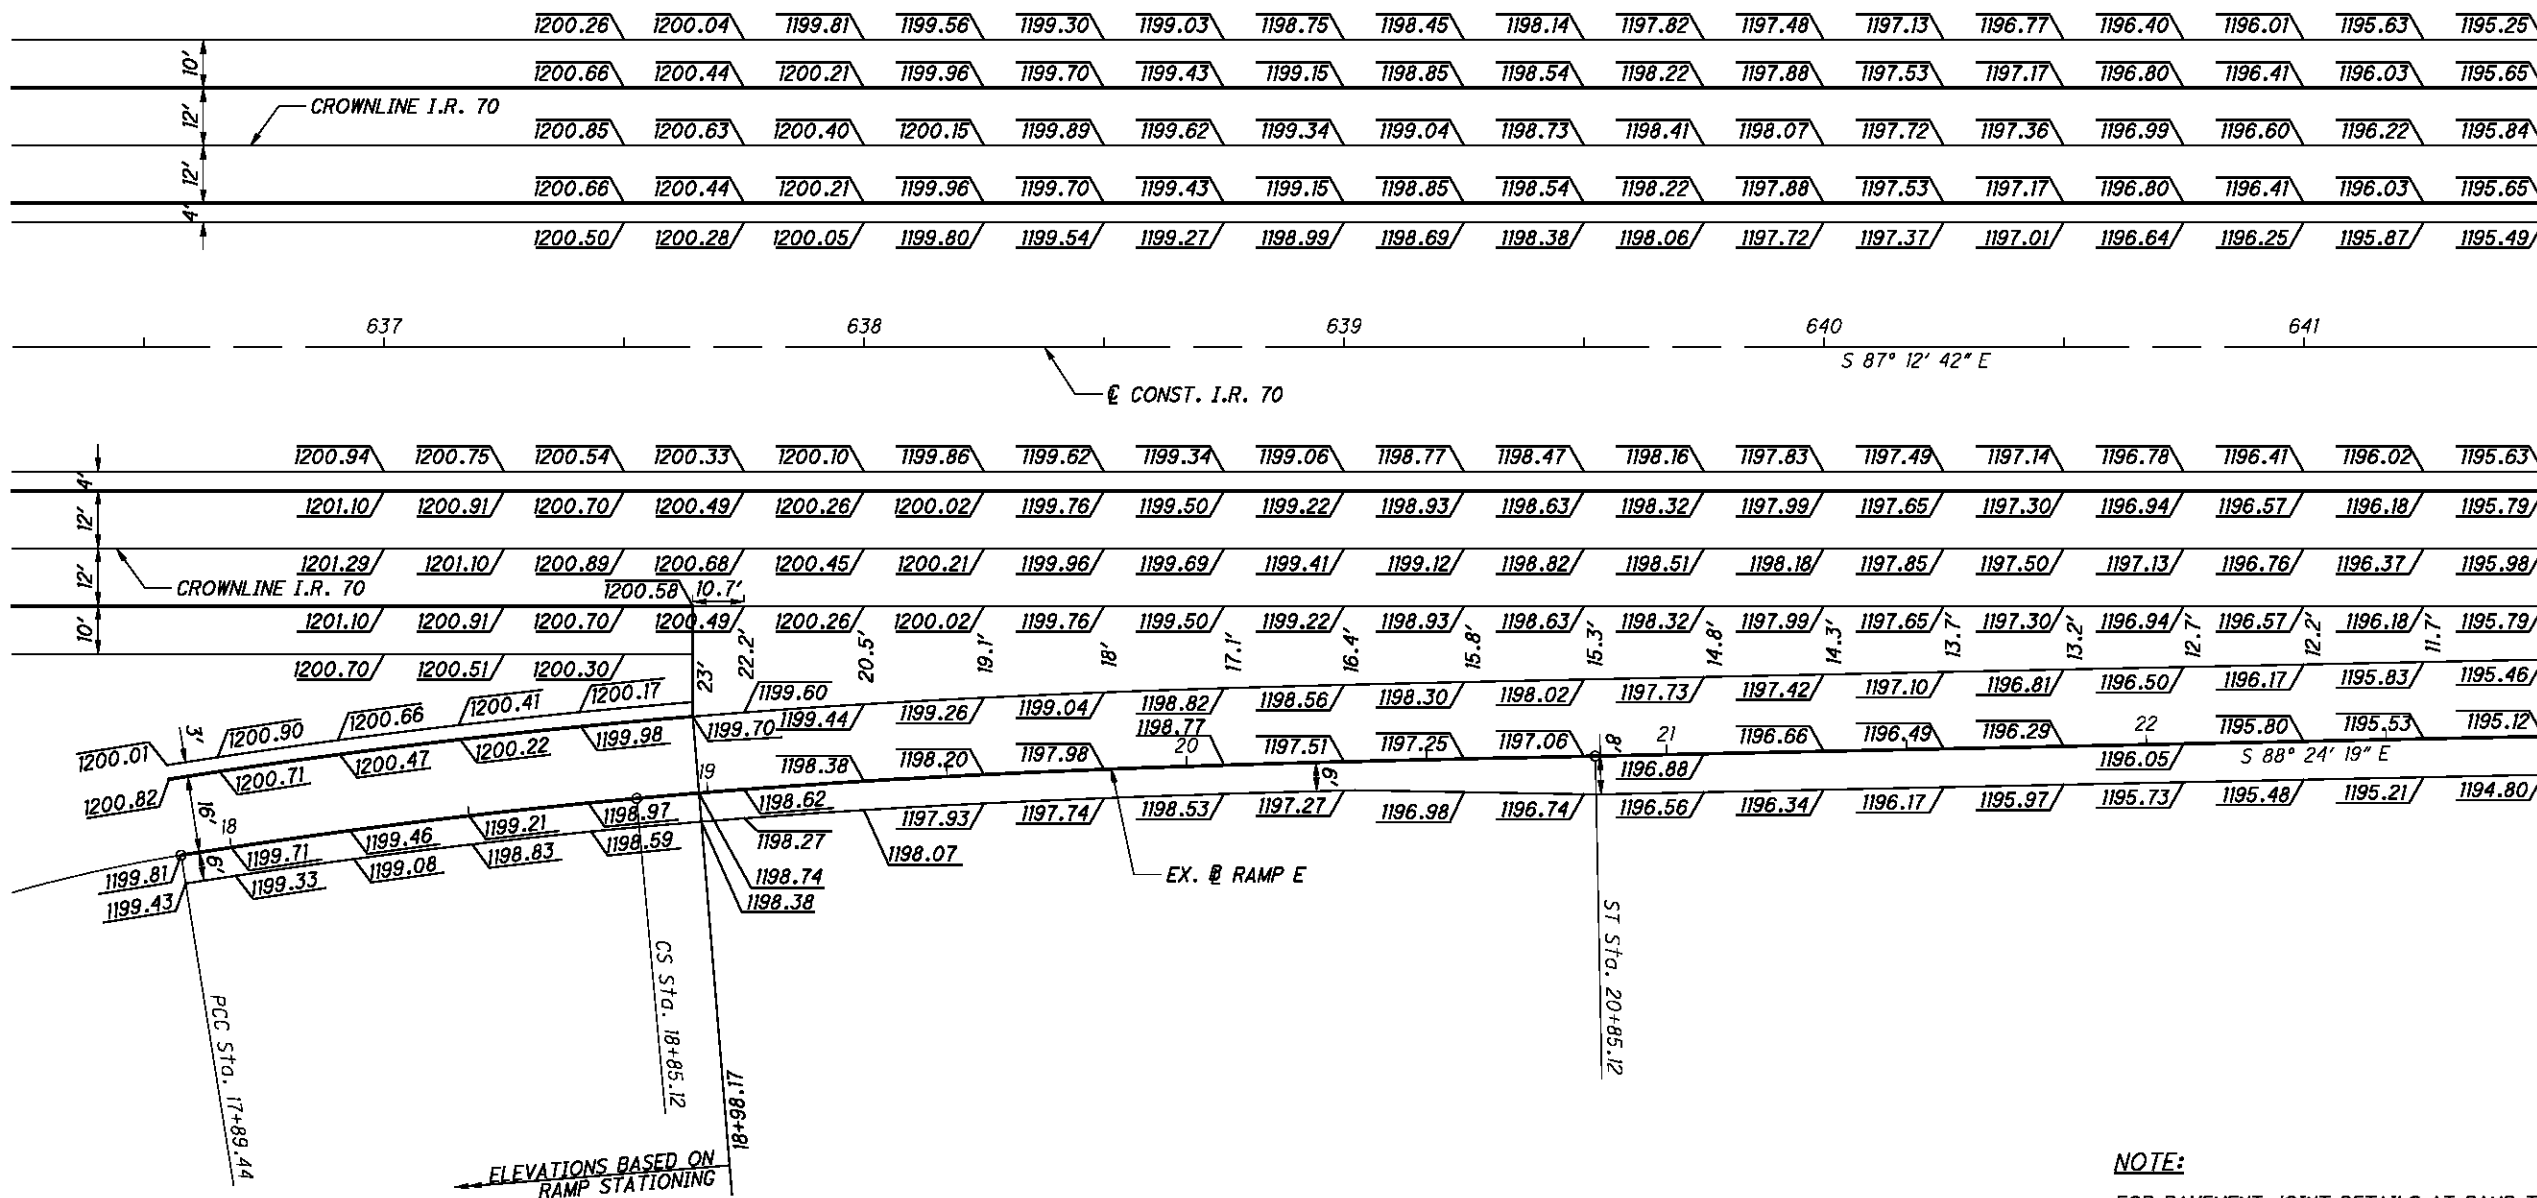 1200.26 1200.04 1199.81 1199.56 1199.30 1199.03 1198.75 1198.45 1198.14 1197.82 1197.48 1197.13 1196.77 1196.40 1196.01 1195.63 1195.25
10'
1200.66 1200.44 1200.21 1199.96 1199.70 1199.43 1199.15 1198.85 1198.54 1198.22 1197.88 1197.53 1197.17 1196.80 1196.41 1196.03 1195.65
CROWNLINE I.R. 70
12'
1200.85 1200.63 1200.40 1200.15 1199.89 1199.62 1199.34 1199.04 1198.73 1198.41 1198.07 1197.72 1197.36 1196.99 1196.60 1196.22 1195.84
12'
1200.66 1200.44 1200.21 1199.96 1199.70 1199.43 1199.15 1198.85 1198.54 1198.22 1197.88 1197.53 1197.17 1196.80 1196.41 1196.03 1195.65
4'
1200.50 1200.28 1200.05 1199.80 1199.54 1199.27 1198.99 1198.69 1198.38 1198.06 1197.72 1197.37 1197.01 1196.64 1196.25 1195.87 1195.49
637 638 639 640 641
S 87° 12' 42" E
℄ CONST. I.R. 70
1200.94 1200.75 1200.54 1200.33 1200.10 1199.86 1199.62 1199.34 1199.06 1198.77 1198.47 1198.16 1197.83 1197.49 1197.14 1196.78 1196.41 1196.02 1195.63
4'
1201.10 1200.91 1200.70 1200.49 1200.26 1200.02 1199.76 1199.50 1199.22 1198.93 1198.63 1198.32 1197.99 1197.65 1197.30 1196.94 1196.57 1196.18 1195.79
12'
1201.29 1201.10 1200.89 1200.68 1200.45 1200.21 1199.96 1199.69 1199.41 1199.12 1198.82 1198.51 1198.18 1197.85 1197.50 1197.13 1196.76 1196.37 1195.98
12'
CROWNLINE I.R. 70
1200.58 10.7'
1201.10 1200.91 1200.70 1200.49 1200.26 1200.02 1199.76 1199.50 1199.22 1198.93 1198.63 1198.32 1197.99 1197.65 1197.30 1196.94 1196.57 1196.18 1195.79
10'
23' 22.2' 20.5' 19.1' 18' 17.1' 16.4' 15.8' 15.3' 14.8' 14.3' 13.7' 13.2' 12.7' 12.2' 11.7'
1200.70 1200.51 1200.30
1200.01 1200.90 1200.66 1200.41 1200.17 1199.60
3'
1199.70 1199.44 1199.26 1199.04 1198.82 1198.56 1198.30 1198.02 1197.73 1197.42 1197.10 1196.81 1196.50 1196.17 1195.83 1195.46
1200.82 1200.71 1200.47 1200.22 1199.98
1198.38 1198.20 1197.98 1198.77 1197.51 1197.25 1197.06 1196.88 1196.66 1196.49 1196.29 1196.05 1195.80 1195.53 1195.12
18 19 20 21 22
S 88° 24' 19" E
16' 6' 6' 8'
1199.81 1199.71 1199.46 1199.21 1198.97 1198.62
1199.43 1199.33 1199.08 1198.83 1198.59 1198.27 1198.07 1197.93 1197.74 1198.53 1197.27 1196.98 1196.74 1196.56 1196.34 1196.17 1195.97 1195.73 1195.48 1195.21 1194.80
1198.74
1198.38
EX. ℄ RAMP E
PCC Sta. 17+89.44
CS Sta. 18+85.12
18+98.17
ST Sta. 20+85.12
ELEVATIONS BASED ON
RAMP STATIONING
NOTE: